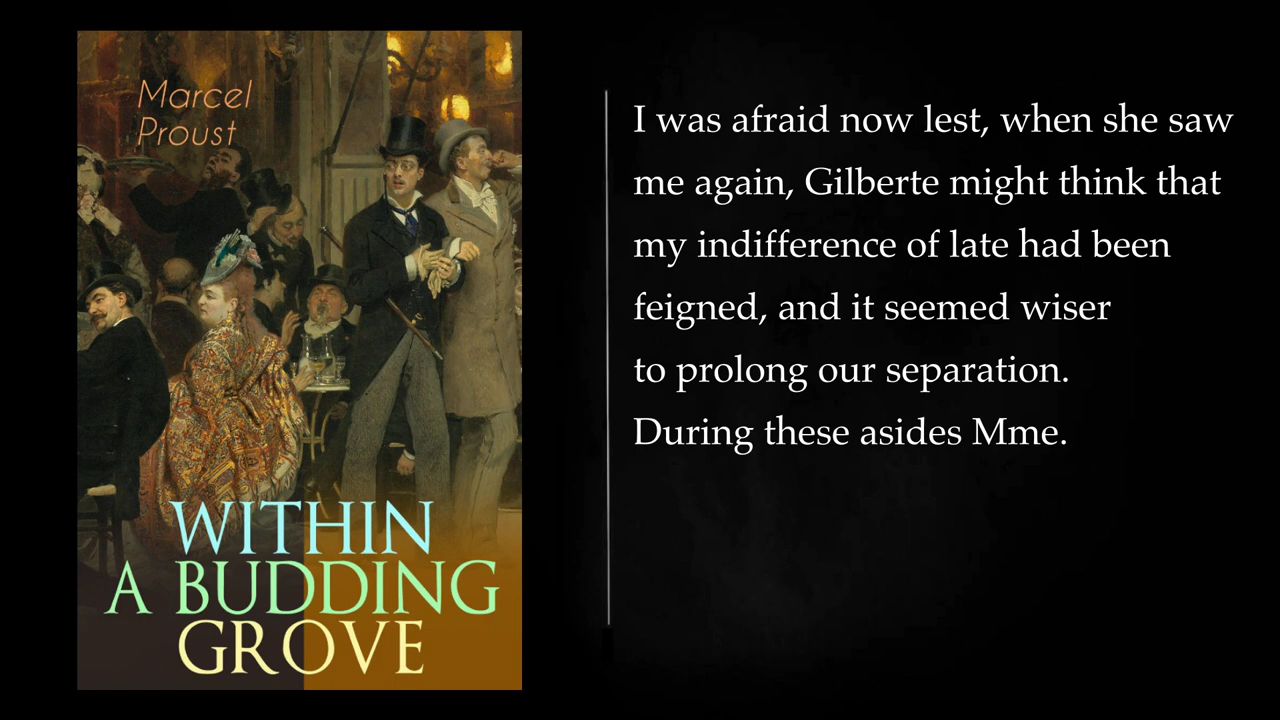 Marcel
Proust
WITHIN
A BUDDING
GROVE
I was afraid now lest, when she saw
me again, Gilberte might think that
my indifference of late had been
feigned, and it seemed wiser
to prolong our separation.
During these asides Mme.